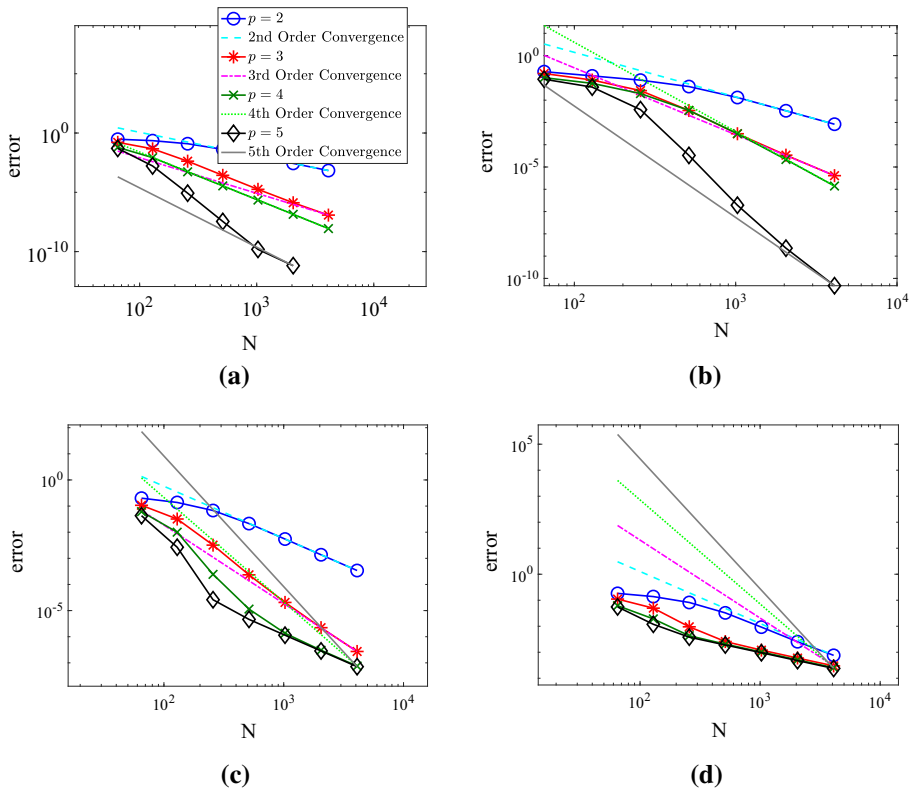 p = 2
2nd Order Convergence
p = 3
3rd Order Convergence
p = 4
4th Order Convergence
p = 5
5th Order Convergence
error
10^0
10^-10
10^2
10^3
10^4
N
(a)
error
10^0
10^-5
10^-10
10^2
10^3
10^4
N
(b)
error
10^0
10^-5
10^2
10^3
10^4
N
(c)
error
10^5
10^0
10^2
10^3
10^4
N
(d)